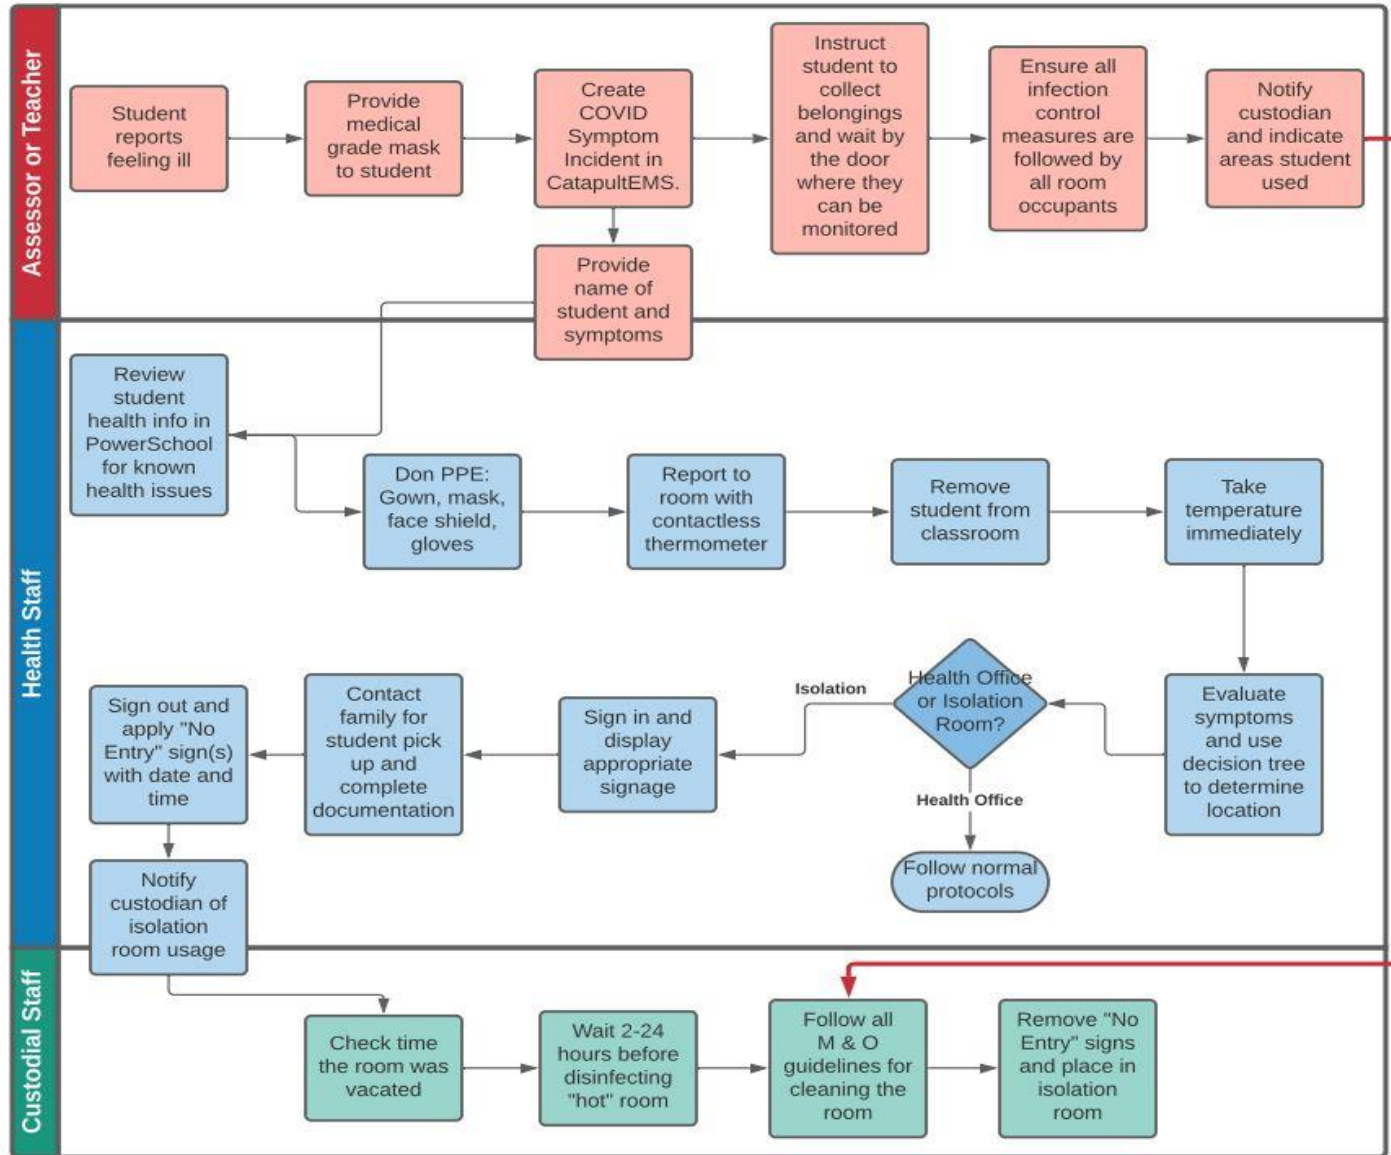 Assessor or Teacher
Student
reports
feeling ill
Provide
medical
grade mask
to student
Create
COVID
Symptom
Incident in
CatapultEMS.
Instruct
student to
collect
belongings
and wait by
the door
where they
can be
monitored
Ensure all
infection
control
measures are
followed by
all room
occupants
Notify
custodian
and indicate
areas student
used
Provide
name of
student and
symptoms
Health Staff
Review
student
health info in
PowerSchool
for known
health issues
Don PPE:
Gown, mask,
face shield,
gloves
Report to
room with
contactless
thermometer
Remove
student from
classroom
Take
temperature
immediately
Evaluate
symptoms
and use
decision tree
to determine
location
Health Office
or Isolation
Room?
Isolation
Health Office
Follow normal
protocols
Sign in and
display
appropriate
signage
Contact
family for
student pick
up and
complete
documentation
Sign out and
apply "No
Entry" sign(s)
with date and
time
Notify
custodian of
isolation
room usage
Custodial Staff
Check time
the room was
vacated
Wait 2-24
hours before
disinfecting
"hot" room
Follow all
M & O
guidelines for
cleaning the
room
Remove "No
Entry" signs
and place in
isolation
room